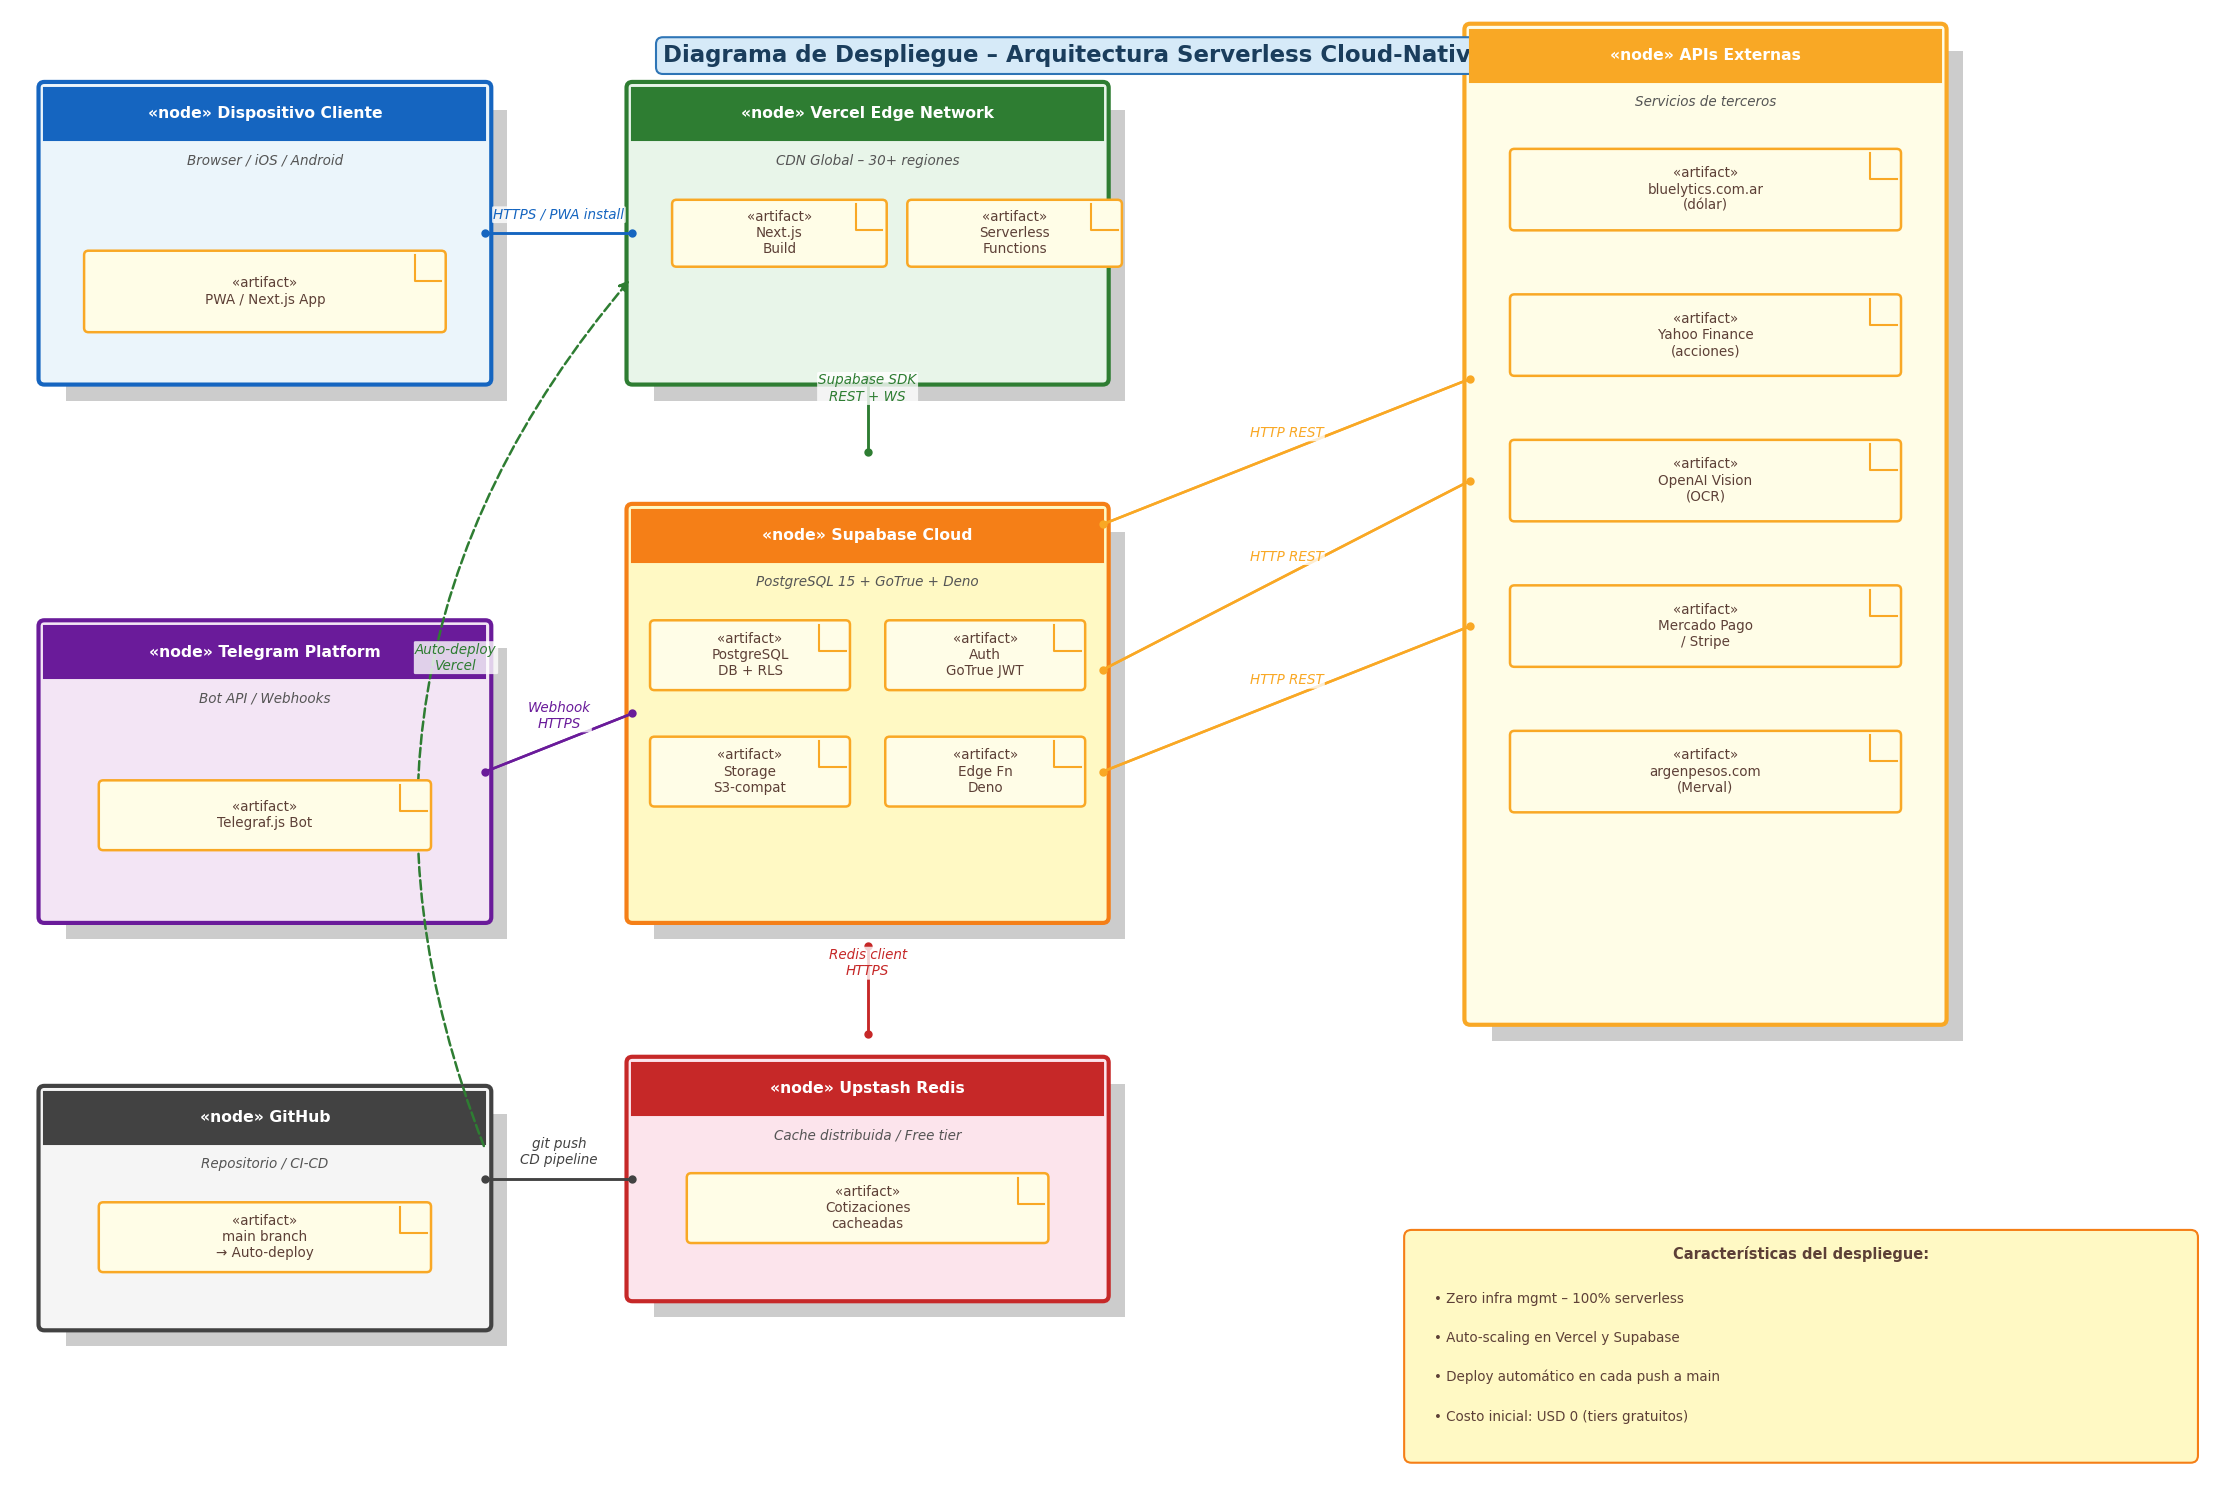 Diagrama de Despliegue – Arquitectura Serverless Cloud-Nativ
«node» Dispositivo Cliente
Browser / iOS / Android
«artifact»
PWA / Next.js App
HTTPS / PWA install
«node» Vercel Edge Network
CDN Global – 30+ regiones
«artifact»
Next.js
Build
«artifact»
Serverless
Functions
Supabase SDK
REST + WS
«node» APIs Externas
Servicios de terceros
«artifact»
bluelytics.com.ar
(dólar)
«artifact»
Yahoo Finance
(acciones)
«artifact»
OpenAI Vision
(OCR)
«artifact»
Mercado Pago
/ Stripe
«artifact»
argenpesos.com
(Merval)
HTTP REST
HTTP REST
HTTP REST
«node» Telegram Platform
Bot API / Webhooks
«artifact»
Telegraf.js Bot
Auto-deploy
Vercel
Webhook
HTTPS
«node» Supabase Cloud
PostgreSQL 15 + GoTrue + Deno
«artifact»
PostgreSQL
DB + RLS
«artifact»
Auth
GoTrue JWT
«artifact»
Storage
S3-compat
«artifact»
Edge Fn
Deno
Redis client
HTTPS
«node» GitHub
Repositorio / CI-CD
«artifact»
main branch
→ Auto-deploy
git push
CD pipeline
«node» Upstash Redis
Cache distribuida / Free tier
«artifact»
Cotizaciones
cacheadas
Características del despliegue:
• Zero infra mgmt – 100% serverless
• Auto-scaling en Vercel y Supabase
• Deploy automático en cada push a main
• Costo inicial: USD 0 (tiers gratuitos)